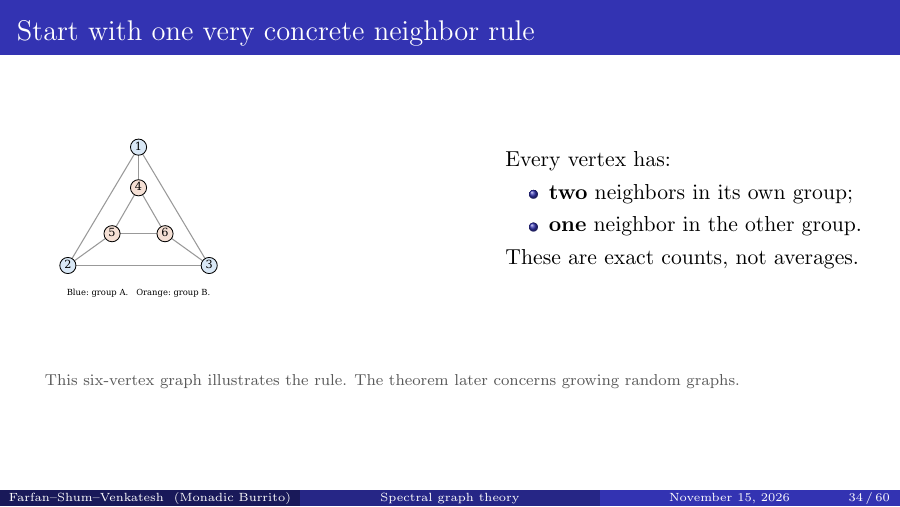 Start with one very concrete neighbor rule
1
4
5
6
2
3
Blue: group A. Orange: group B.
Every vertex has:
two neighbors in its own group;
one neighbor in the other group.
These are exact counts, not averages.
This six-vertex graph illustrates the rule. The theorem later concerns growing random graphs.
Farfan–Shum–Venkatesh (Monadic Burrito)
Spectral graph theory
November 15, 2026
34 / 60